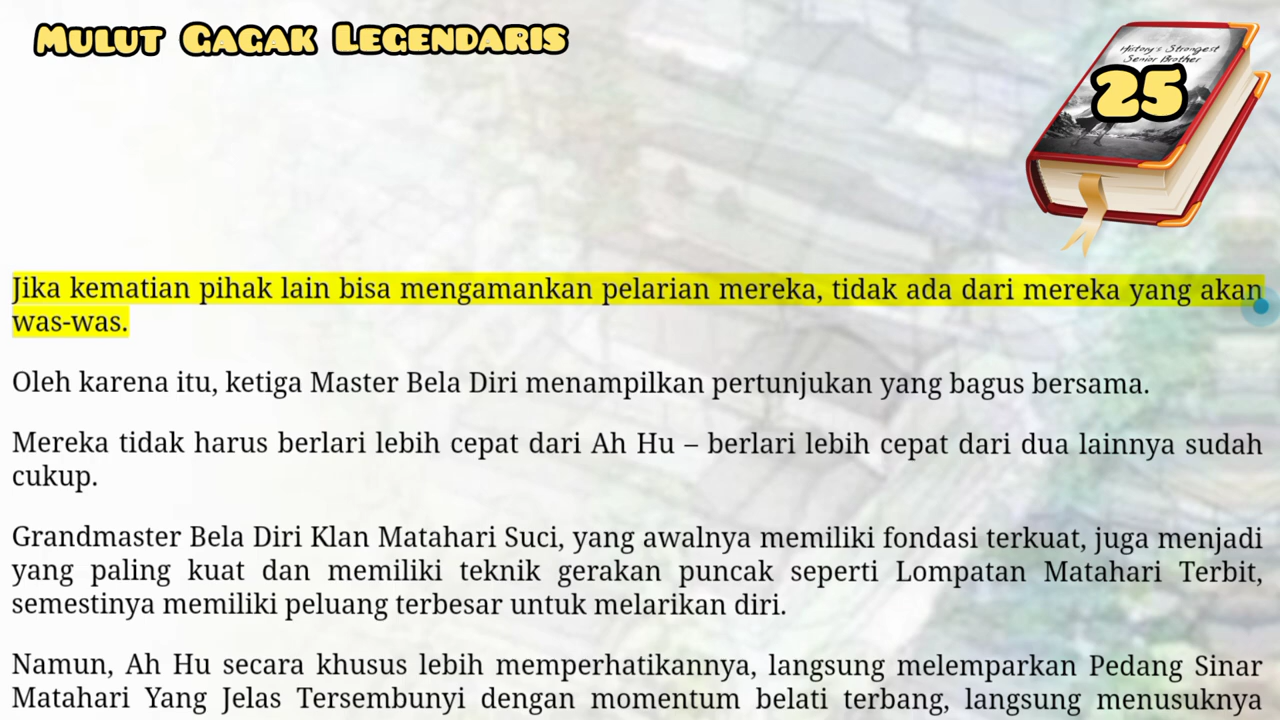 Mulut Gagak Legendaris
History's Strongest
Senior Brother
25
Jika kematian pihak lain bisa mengamankan pelarian mereka, tidak ada dari mereka yang akan
was-was.
Oleh karena itu, ketiga Master Bela Diri menampilkan pertunjukan yang bagus bersama.
Mereka tidak harus berlari lebih cepat dari Ah Hu – berlari lebih cepat dari dua lainnya sudah
cukup.
Grandmaster Bela Diri Klan Matahari Suci, yang awalnya memiliki fondasi terkuat, juga menjadi
yang paling kuat dan memiliki teknik gerakan puncak seperti Lompatan Matahari Terbit,
semestinya memiliki peluang terbesar untuk melarikan diri.
Namun, Ah Hu secara khusus lebih memperhatikannya, langsung melemparkan Pedang Sinar
Matahari Yang Jelas Tersembunyi dengan momentum belati terbang, langsung menusuknya